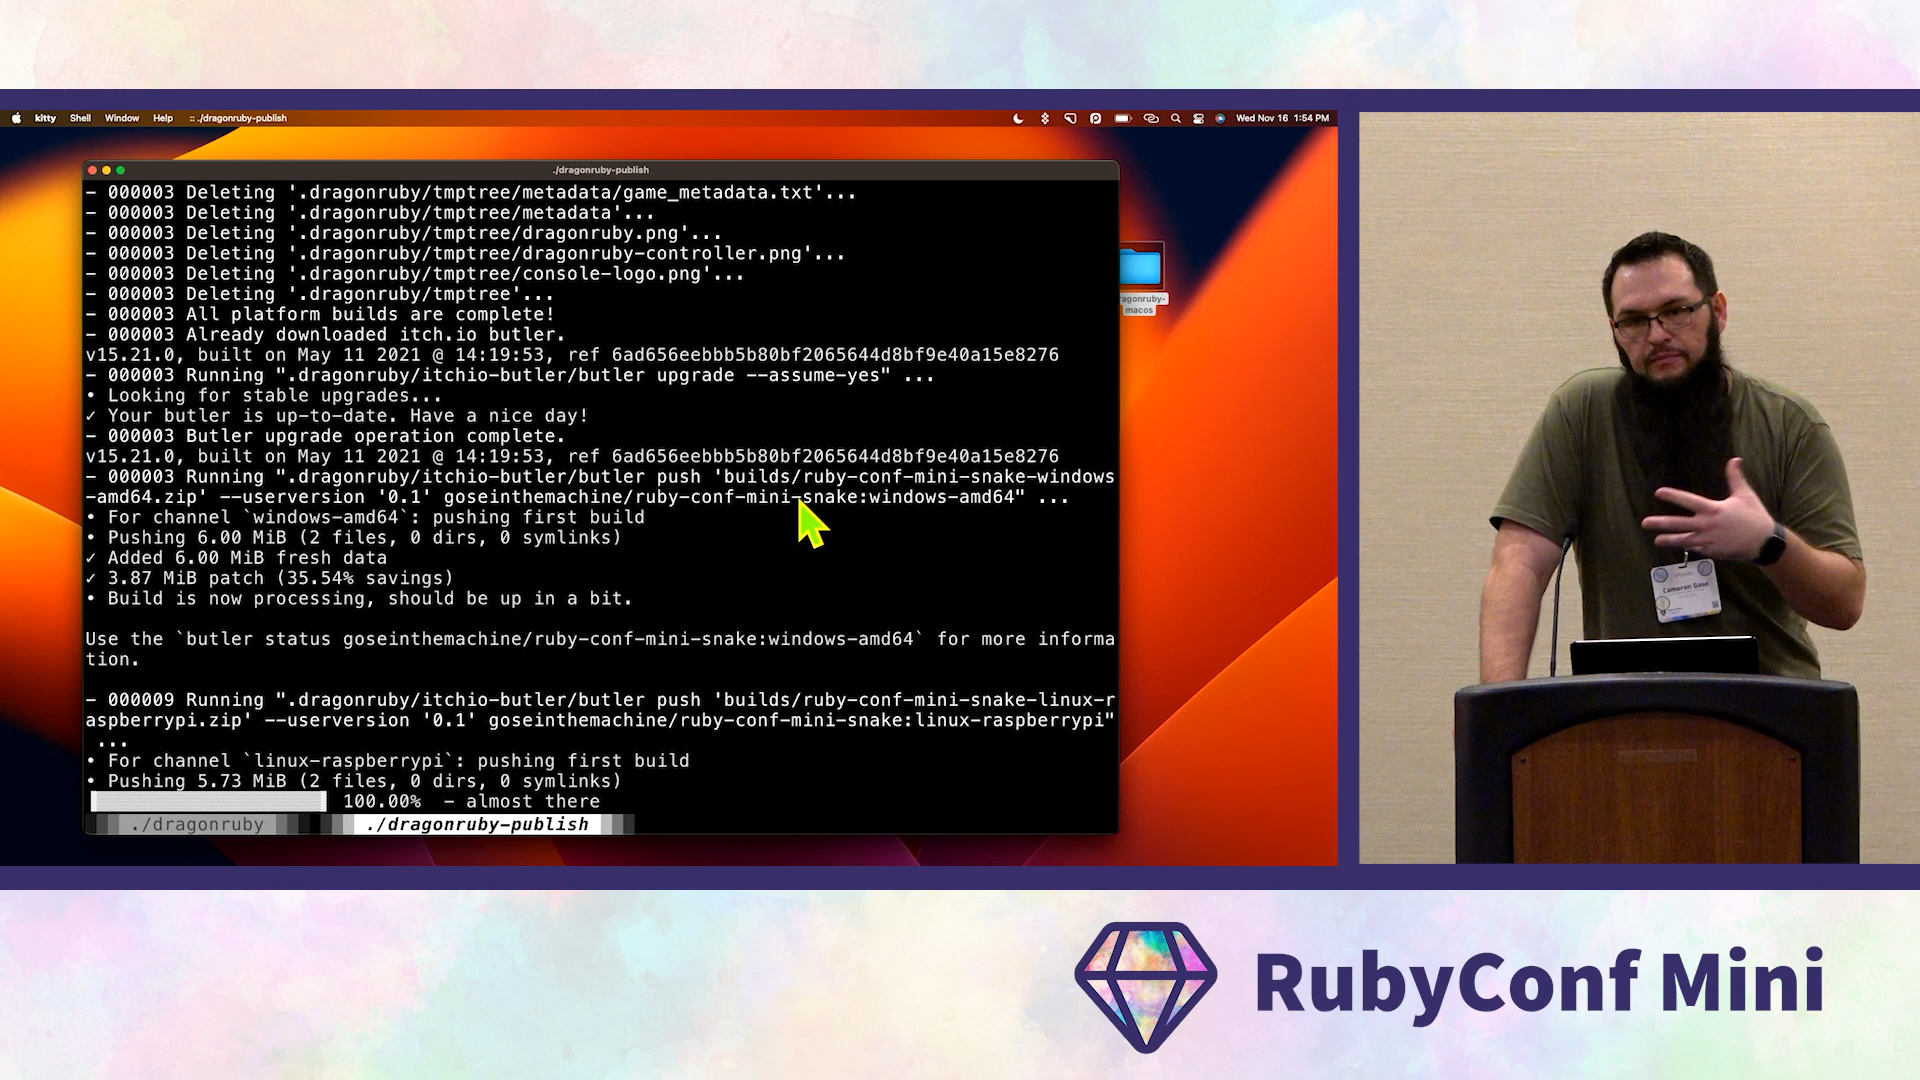 kitty Shell Window Help :: ./dragonruby-publish Wed Nov 16 1:54 PM
./dragonruby-publish
- 000003 Deleting '.dragonruby/tmptree/metadata/game_metadata.txt'...
- 000003 Deleting '.dragonruby/tmptree/metadata'...
- 000003 Deleting '.dragonruby/tmptree/dragonruby.png'...
- 000003 Deleting '.dragonruby/tmptree/dragonruby-controller.png'...
- 000003 Deleting '.dragonruby/tmptree/console-logo.png'...
- 000003 Deleting '.dragonruby/tmptree'...
- 000003 All platform builds are complete!
- 000003 Already downloaded itch.io butler.
v15.21.0, built on May 11 2021 @ 14:19:53, ref 6ad656eebbb5b80bf2065644d8bf9e40a15e8276
- 000003 Running ".dragonruby/itchio-butler/butler upgrade --assume-yes" ...
• Looking for stable upgrades...
✓ Your butler is up-to-date. Have a nice day!
- 000003 Butler upgrade operation complete.
v15.21.0, built on May 11 2021 @ 14:19:53, ref 6ad656eebbb5b80bf2065644d8bf9e40a15e8276
- 000003 Running ".dragonruby/itchio-butler/butler push 'builds/ruby-conf-mini-snake-windows
-amd64.zip' --userversion '0.1' goseinthemachine/ruby-conf-mini-snake:windows-amd64" ...
• For channel `windows-amd64`: pushing first build
• Pushing 6.00 MiB (2 files, 0 dirs, 0 symlinks)
✓ Added 6.00 MiB fresh data
✓ 3.87 MiB patch (35.54% savings)
• Build is now processing, should be up in a bit.
Use the `butler status goseinthemachine/ruby-conf-mini-snake:windows-amd64` for more informa
tion.
- 000009 Running ".dragonruby/itchio-butler/butler push 'builds/ruby-conf-mini-snake-linux-r
aspberrypi.zip' --userversion '0.1' goseinthemachine/ruby-conf-mini-snake:linux-raspberrypi"
...
• For channel `linux-raspberrypi`: pushing first build
• Pushing 5.73 MiB (2 files, 0 dirs, 0 symlinks)
100.00% - almost there
./dragonruby ./dragonruby-publish
ragonruby-
macos
Cameron Gose
RubyConf Mini